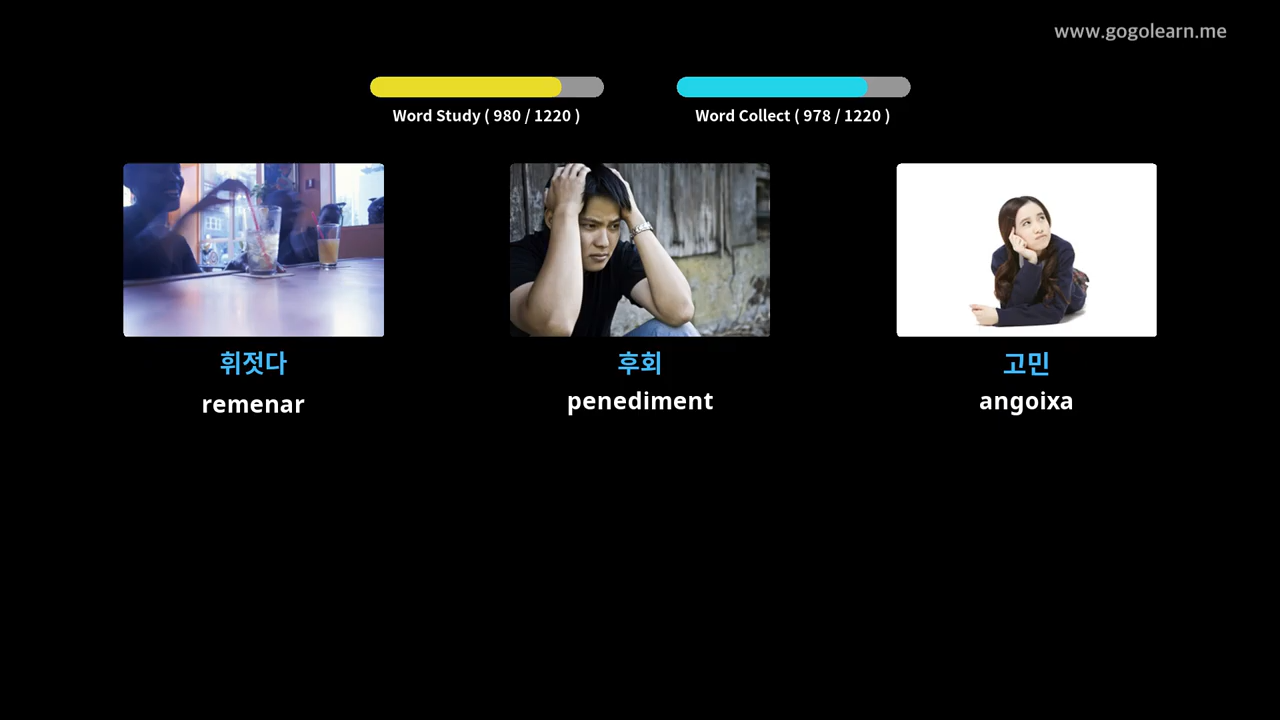 www.gogolearn.me
Word Study ( 980 / 1220 )
Word Collect ( 978 / 1220 )
휘젓다
후회
고민
remenar
penediment
angoixa